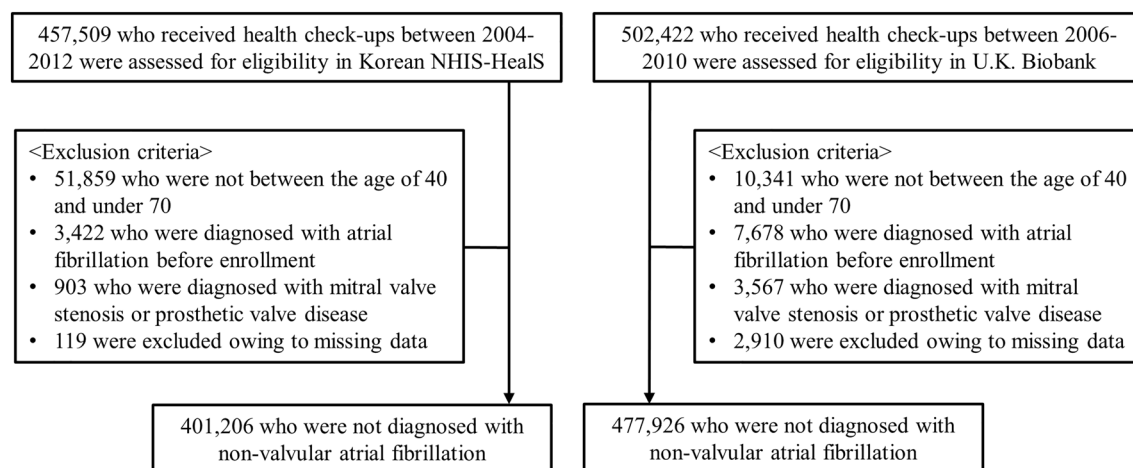 457,509 who received health check-ups between 2004-
2012 were assessed for eligibility in Korean NHIS-HealS
<Exclusion criteria>
• 51,859 who were not between the age of 40
and under 70
• 3,422 who were diagnosed with atrial
fibrillation before enrollment
• 903 who were diagnosed with mitral valve
stenosis or prosthetic valve disease
• 119 were excluded owing to missing data
401,206 who were not diagnosed with
non-valvular atrial fibrillation
502,422 who received health check-ups between 2006-
2010 were assessed for eligibility in U.K. Biobank
<Exclusion criteria>
• 10,341 who were not between the age of 40
and under 70
• 7,678 who were diagnosed with atrial
fibrillation before enrollment
• 3,567 who were diagnosed with mitral
valve stenosis or prosthetic valve disease
• 2,910 were excluded owing to missing data
477,926 who were not diagnosed with
non-valvular atrial fibrillation